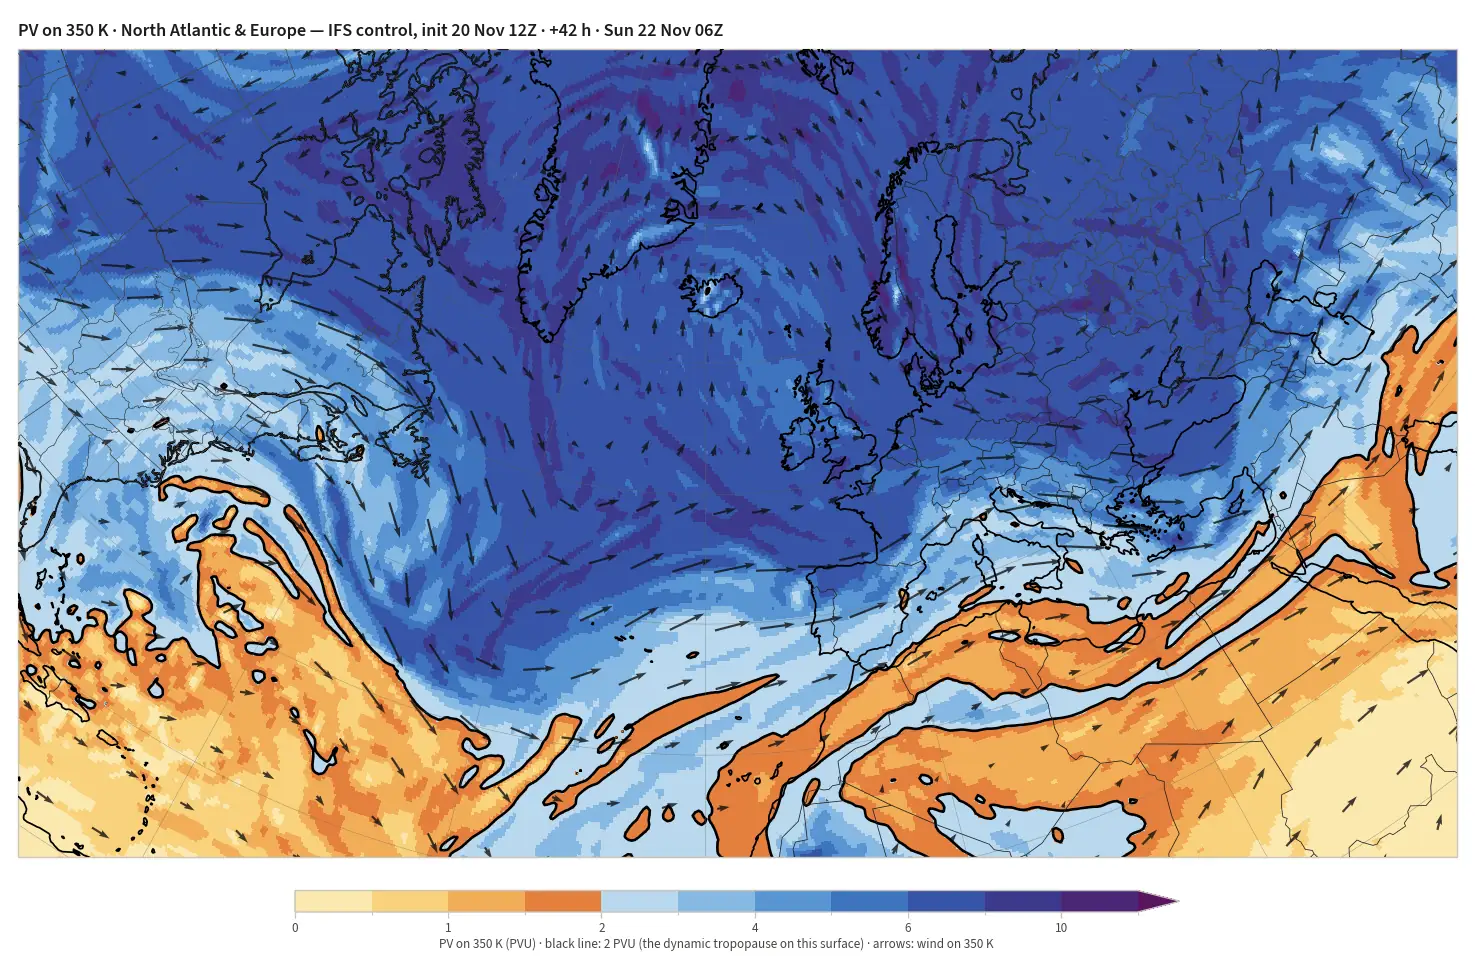 PV on 350 K · North Atlantic & Europe — IFS control, init 20 Nov 12Z · +42 h · Sun 22 Nov 06Z
0 1 2 4 6 10
PV on 350 K (PVU) · black line: 2 PVU (the dynamic tropopause on this surface) · arrows: wind on 350 K